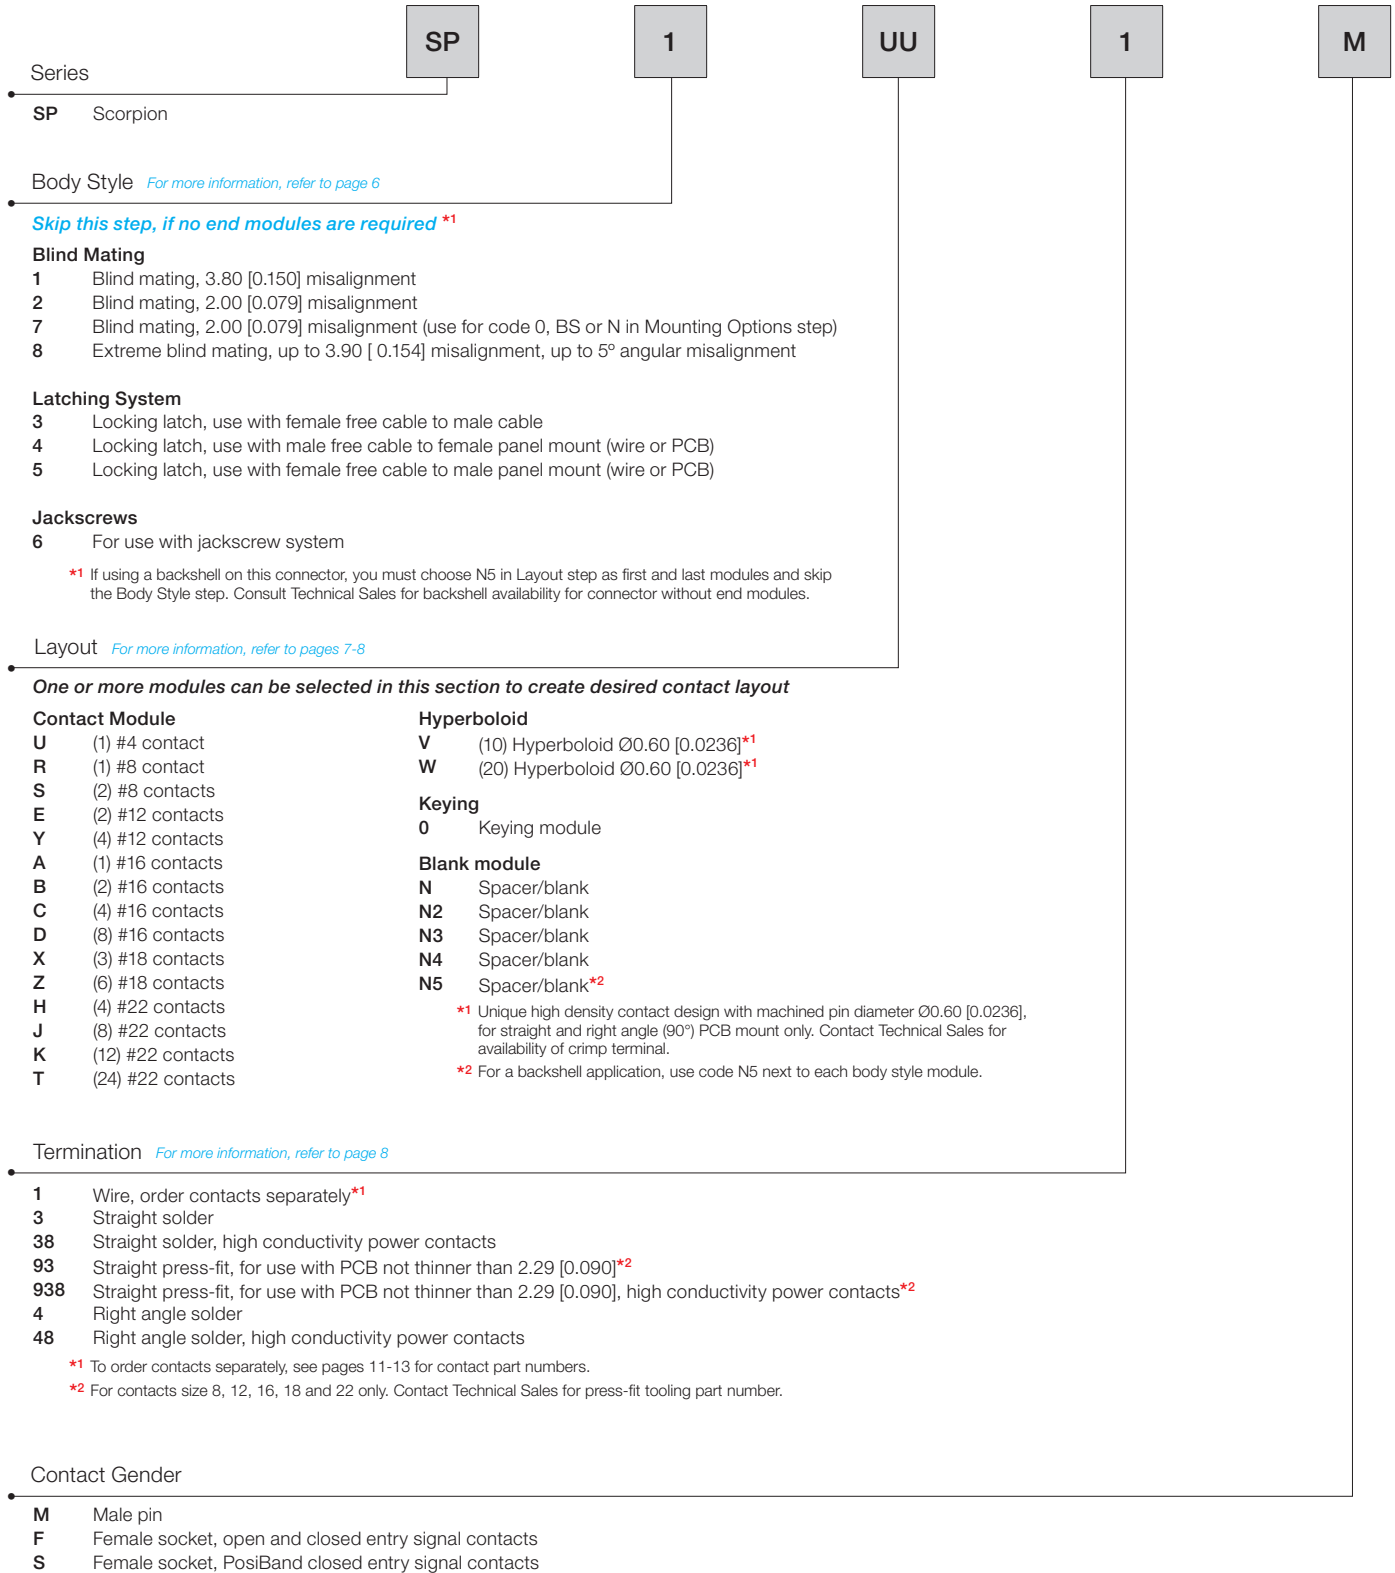 SP 1 UU 1 M
Series
SP Scorpion
Body Style For more information, refer to page 6
Skip this step, if no end modules are required *1
Blind Mating
1 Blind mating, 3.80 [0.150] misalignment
2 Blind mating, 2.00 [0.079] misalignment
7 Blind mating, 2.00 [0.079] misalignment (use for code 0, BS or N in Mounting Options step)
8 Extreme blind mating, up to 3.90 [ 0.154] misalignment, up to 5º angular misalignment
Latching System
3 Locking latch, use with female free cable to male cable
4 Locking latch, use with male free cable to female panel mount (wire or PCB)
5 Locking latch, use with female free cable to male panel mount (wire or PCB)
Jackscrews
6 For use with jackscrew system
*1 If using a backshell on this connector, you must choose N5 in Layout step as first and last modules and skip
the Body Style step. Consult Technical Sales for backshell availability for connector without end modules.
Layout For more information, refer to pages 7-8
One or more modules can be selected in this section to create desired contact layout
Contact Module
U (1) #4 contact
R (1) #8 contact
S (2) #8 contacts
E (2) #12 contacts
Y (4) #12 contacts
A (1) #16 contacts
B (2) #16 contacts
C (4) #16 contacts
D (8) #16 contacts
X (3) #18 contacts
Z (6) #18 contacts
H (4) #22 contacts
J (8) #22 contacts
K (12) #22 contacts
T (24) #22 contacts
Hyperboloid
V (10) Hyperboloid Ø0.60 [0.0236]*1
W (20) Hyperboloid Ø0.60 [0.0236]*1
Keying
0 Keying module
Blank module
N Spacer/blank
N2 Spacer/blank
N3 Spacer/blank
N4 Spacer/blank
N5 Spacer/blank*2
*1 Unique high density contact design with machined pin diameter Ø0.60 [0.0236],
for straight and right angle (90°) PCB mount only. Contact Technical Sales for
availability of crimp terminal.
*2 For a backshell application, use code N5 next to each body style module.
Termination For more information, refer to page 8
1 Wire, order contacts separately*1
3 Straight solder
38 Straight solder, high conductivity power contacts
93 Straight press-fit, for use with PCB not thinner than 2.29 [0.090]*2
938 Straight press-fit, for use with PCB not thinner than 2.29 [0.090], high conductivity power contacts*2
4 Right angle solder
48 Right angle solder, high conductivity power contacts
*1 To order contacts separately, see pages 11-13 for contact part numbers.
*2 For contacts size 8, 12, 16, 18 and 22 only. Contact Technical Sales for press-fit tooling part number.
Contact Gender
M Male pin
F Female socket, open and closed entry signal contacts
S Female socket, PosiBand closed entry signal contacts